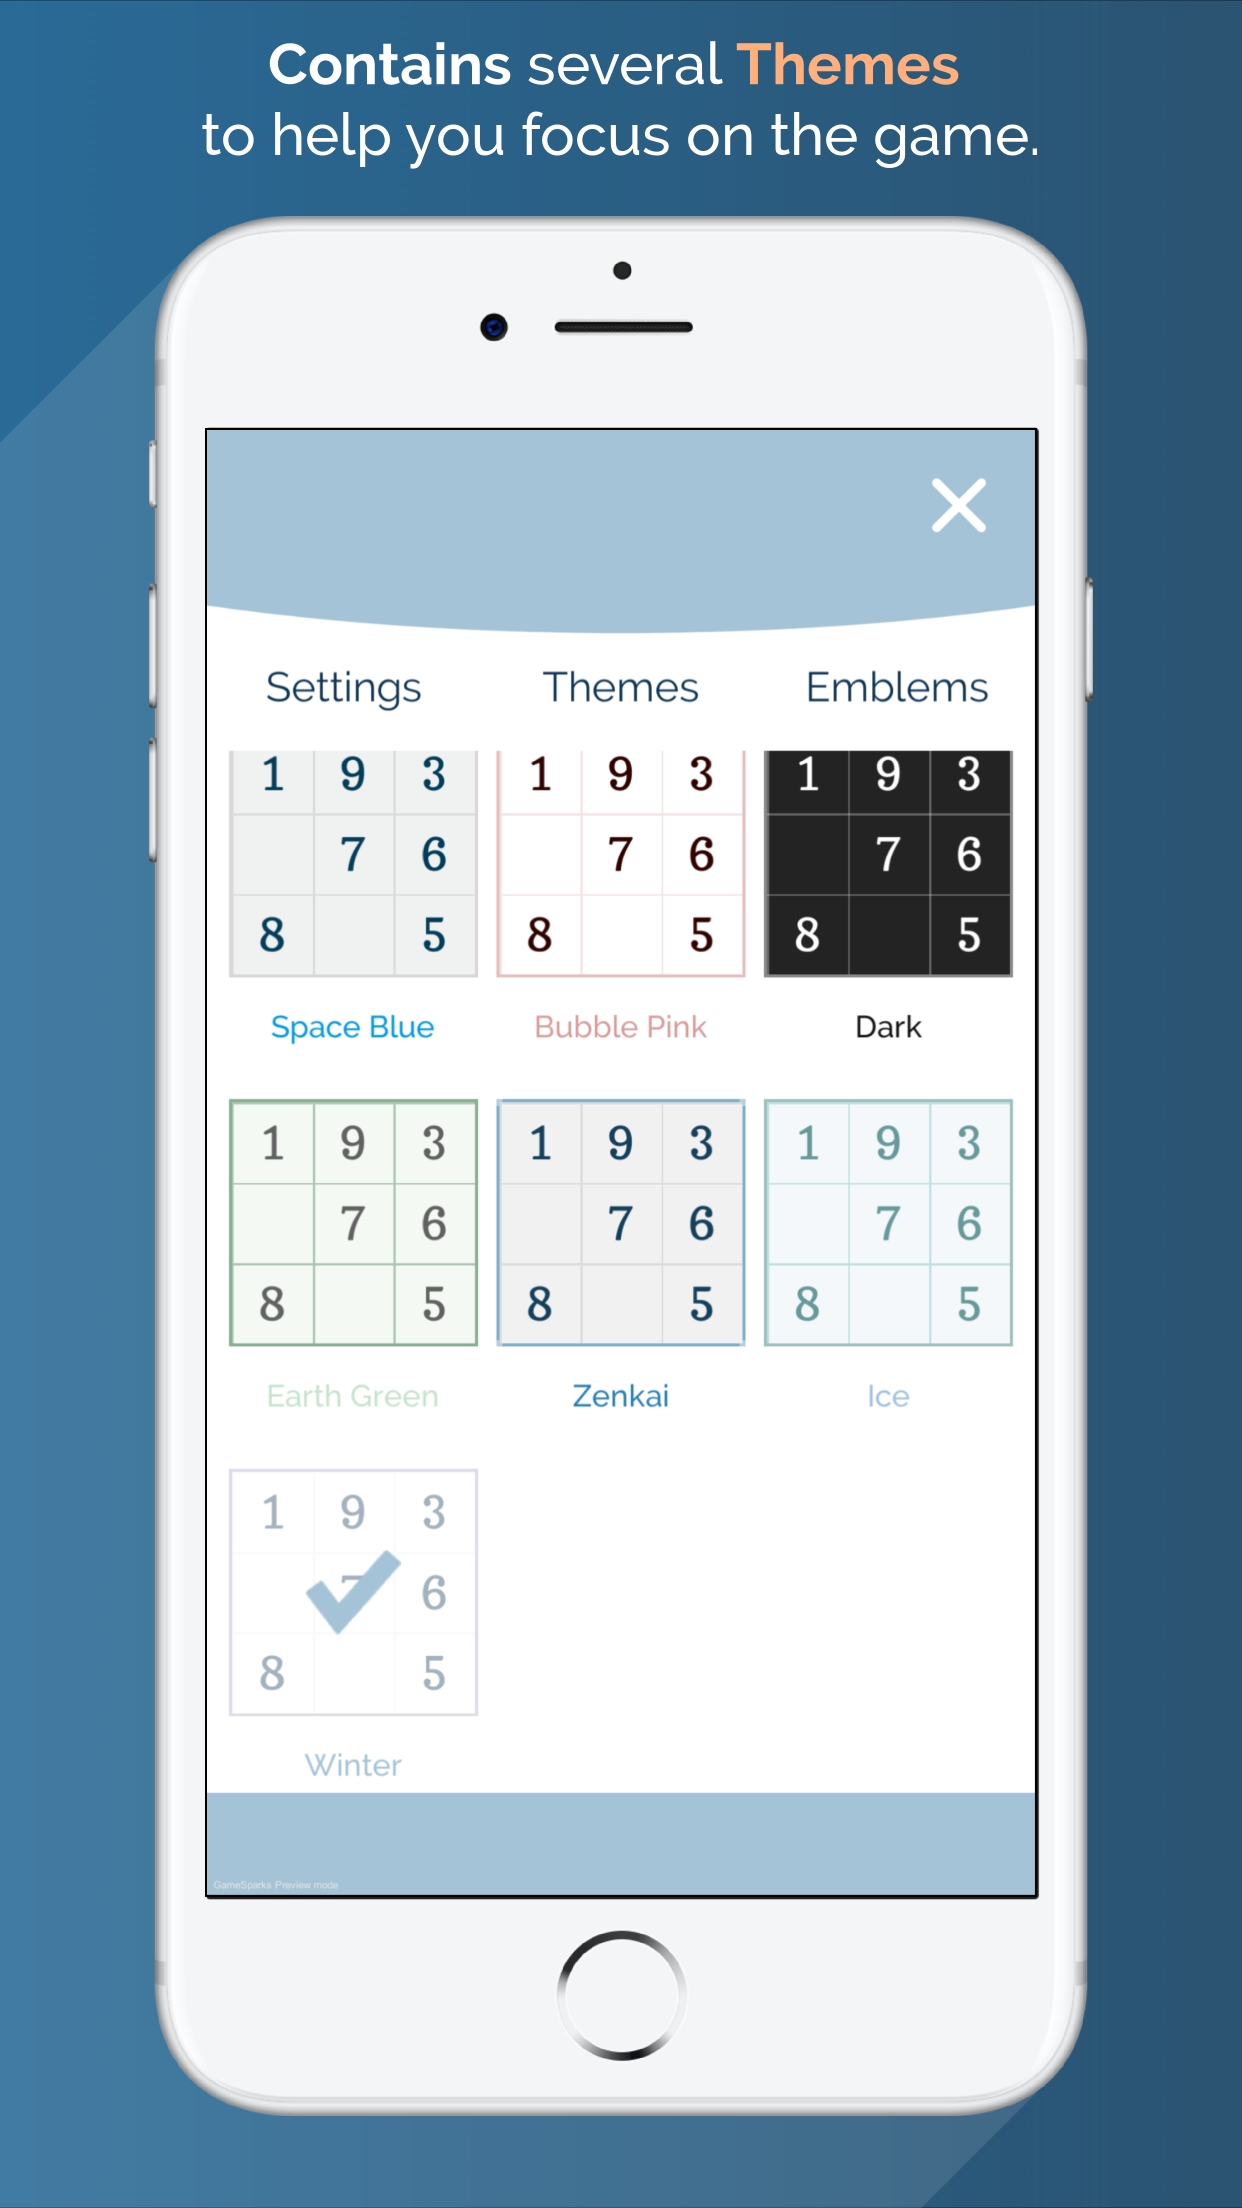 Contains several Themes
to help you focus on the game.
Settings Themes Emblems
1 9 3 1 9 3 1 9 3
7 6 7 6 7 6
8 5 8 5 8 5
Space Blue Bubble Pink Dark
1 9 3 1 9 3 1 9 3
7 6 7 6 7 6
8 5 8 5 8 5
Earth Green Zenkai Ice
1 9 3
7 6
8 5
Winter
GameSparks Preview mode